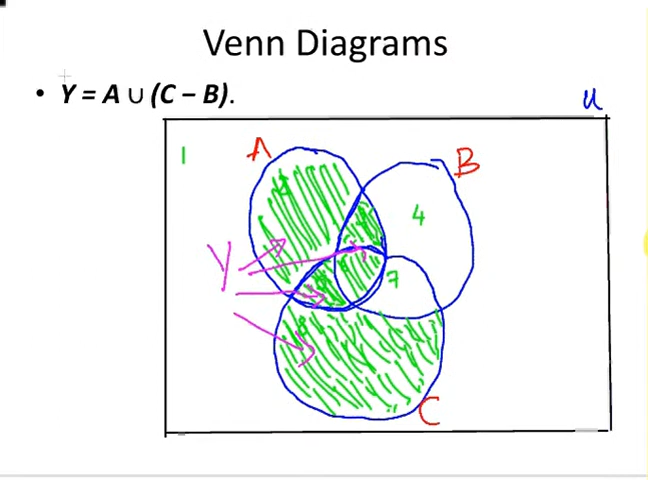 Venn Diagrams
• Y = A ∪ (C – B).
U
1
A
B
4
Y
7
C